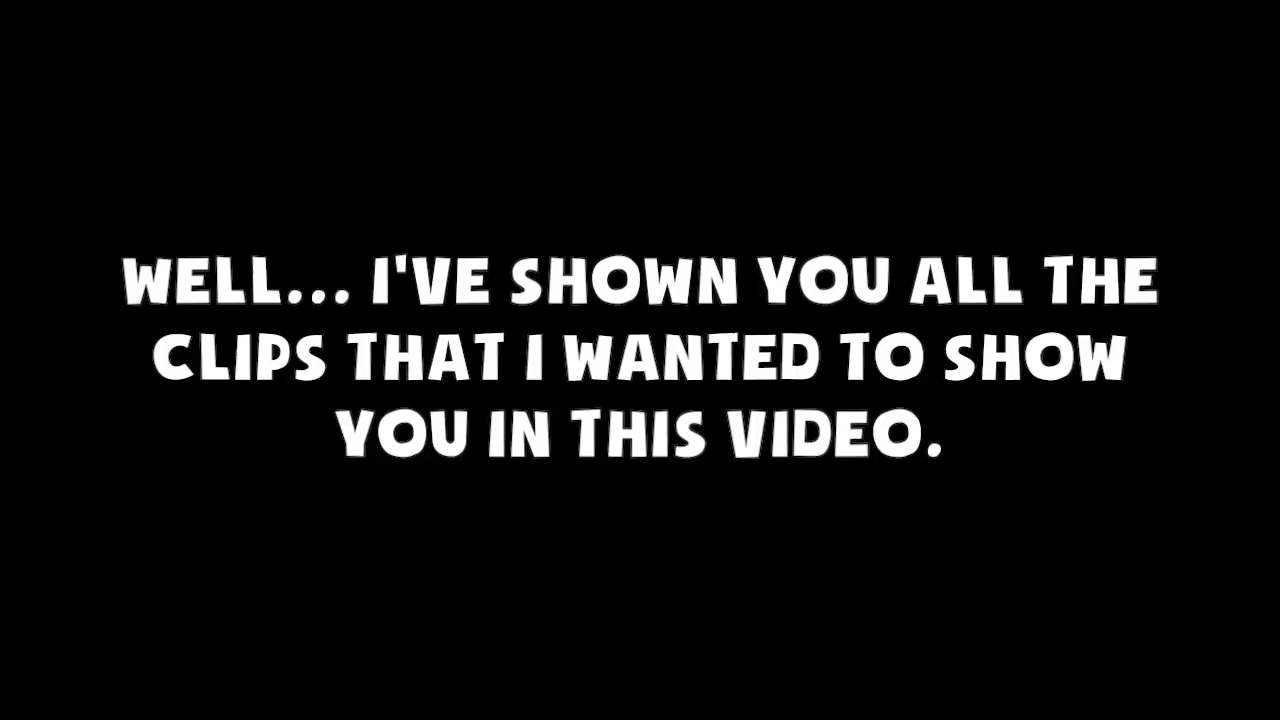 WELL... I'VE SHOWN YOU ALL THE
CLIPS THAT I WANTED TO SHOW
YOU IN THIS VIDEO.